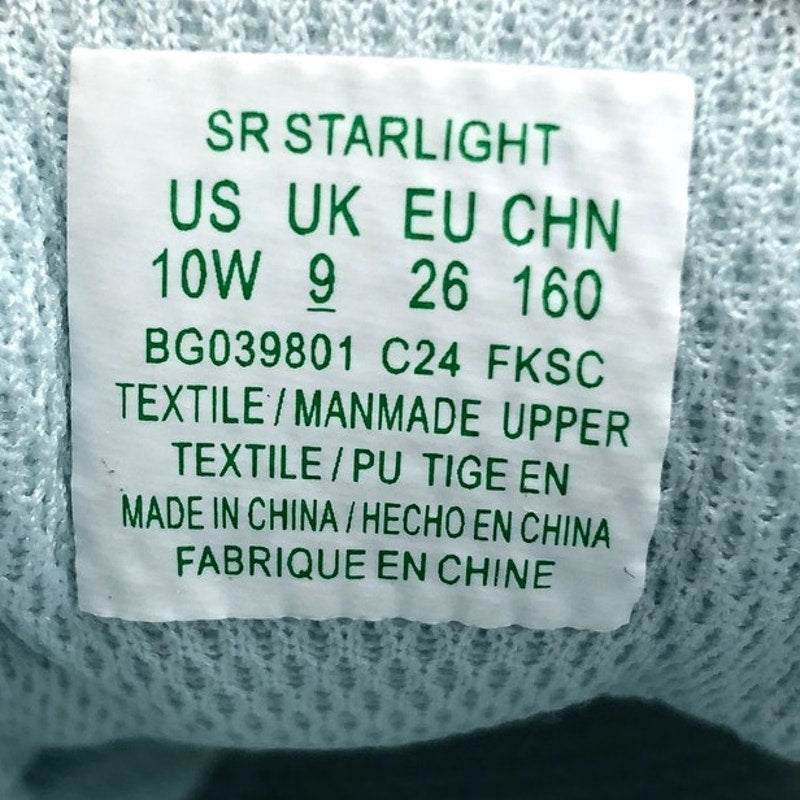 SR STARLIGHT
US UK EU CHN
10W 9 26 160
BG039801 C24 FKSC
TEXTILE / MANMADE UPPER
TEXTILE / PU TIGE EN
MADE IN CHINA / HECHO EN CHINA
FABRIQUE EN CHINE